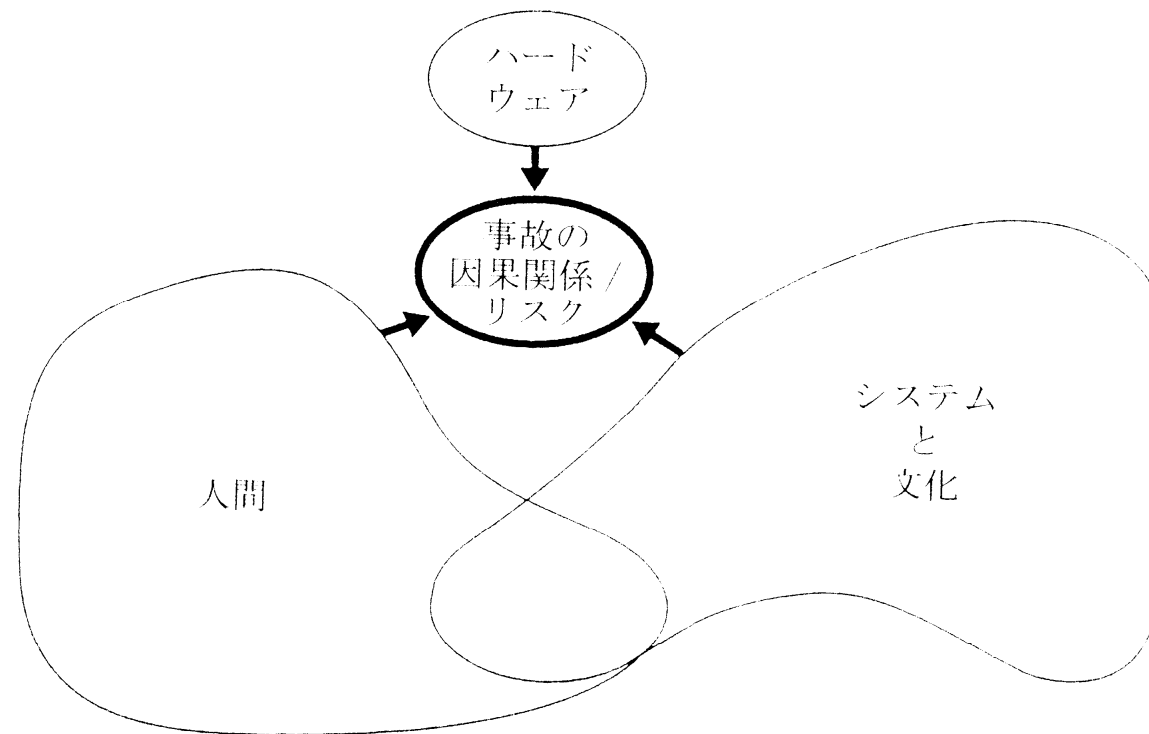 ハード
ウェア
事故の
因果関係/
リスク
システム
と
文化
人間